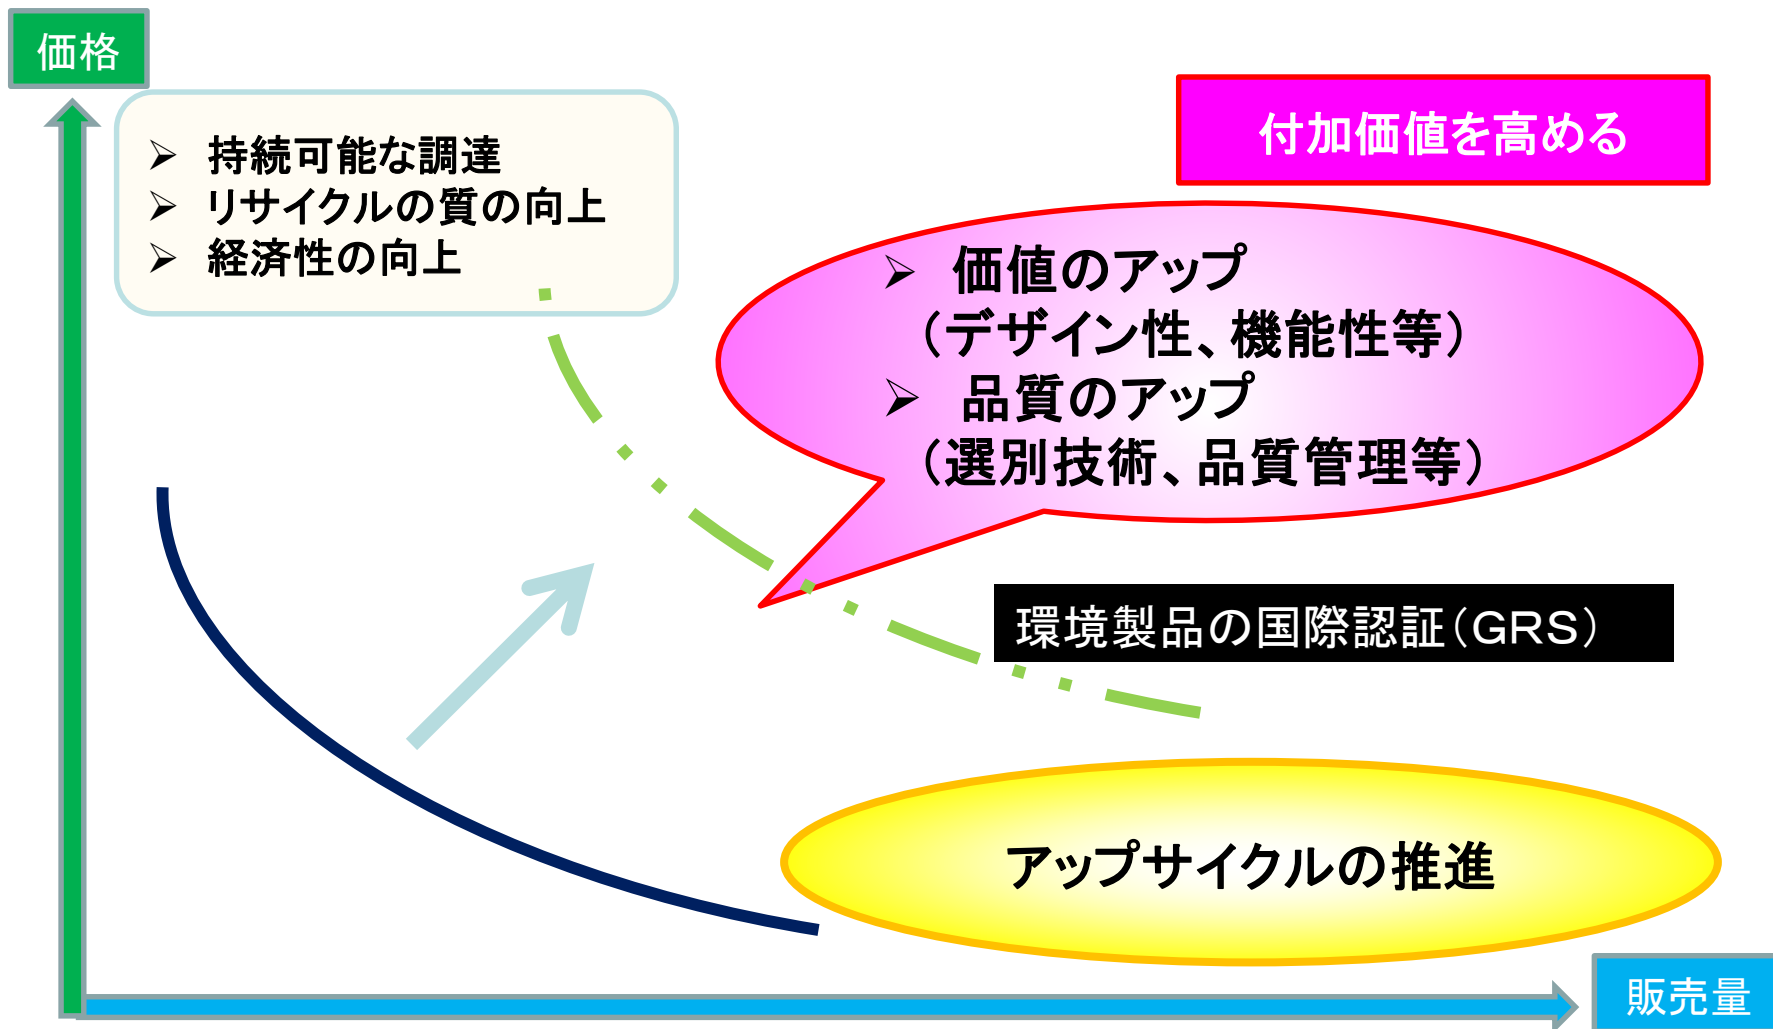 価格
➢ 持続可能な調達
➢ リサイクルの質の向上
➢ 経済性の向上
付加価値を高める
➢ 価値のアップ
（デザイン性、機能性等）
➢ 品質のアップ
（選別技術、品質管理等）
環境製品の国際認証（GRS）
アップサイクルの推進
販売量